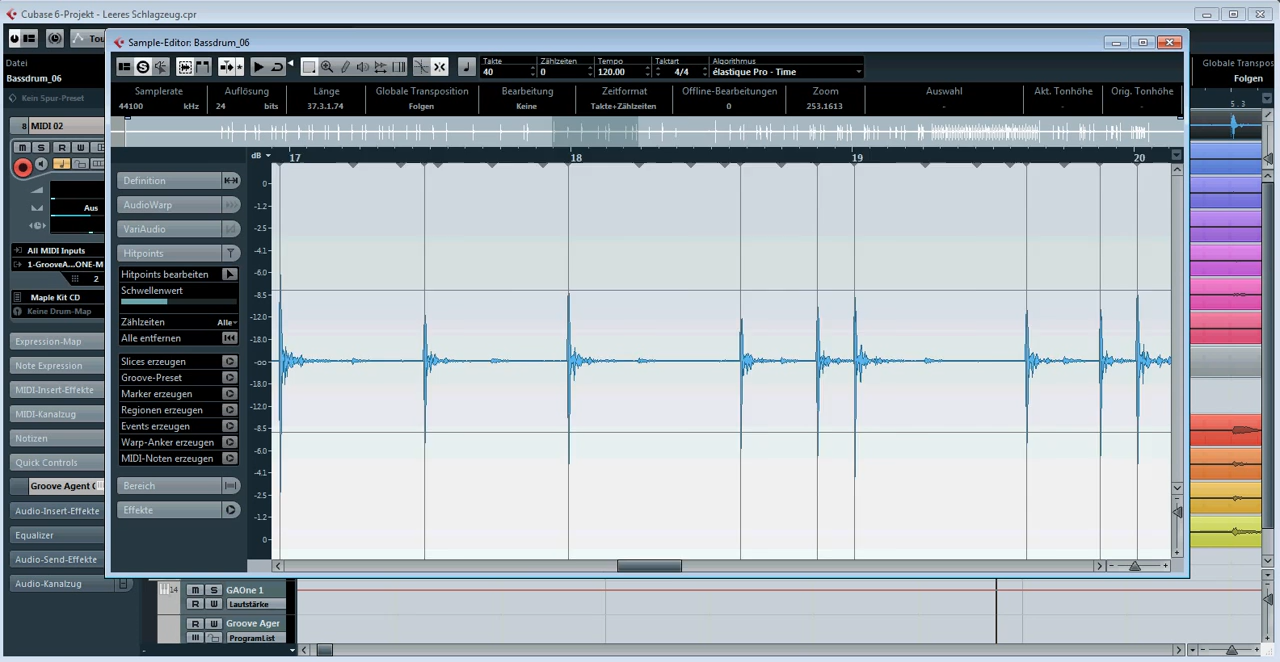 Cubase 6-Projekt - Leeres Schlagzeug.cpr
Sample-Editor: Bassdrum_06
Takte Zählzeiten Tempo Taktart Algorithmus
40 0 120.00 4/4 élastique Pro - Time
Samplerate Auflösung Länge Globale Transposition Bearbeitung Zeitformat Offline-Bearbeitungen Zoom Auswahl Akt. Tonhöhe Orig. Tonhöhe
44100 kHz 24 bits 37.3.1.74 Folgen Keine Takte+Zählzeiten 0 253.1613 - - -
Globale Transpos
Folgen
5. 3
Datei
Bassdrum_06
Kein Spur-Preset
8 MIDI 02
M S R W
Aus
All MIDI Inputs
1-GrooveA...ONE-M
2
Maple Kit CD
Keine Drum-Map
Expression-Map
Note Expression
MIDI-Insert-Effekte
MIDI-Kanalzug
Notizen
Quick Controls
Groove Agent
Audio-Insert-Effekte
Equalizer
Audio-Send-Effekte
Audio-Kanalzug
Definition
AudioWarp
VariAudio
Hitpoints
Hitpoints bearbeiten
Schwellenwert
Zählzeiten Alle
Alle entfernen
Slices erzeugen
Groove-Preset
Marker erzeugen
Regionen erzeugen
Events erzeugen
Warp-Anker erzeugen
MIDI-Noten erzeugen
Bereich
Effekte
dB 17 18 19 20
0
-1.2
-2.5
-4.1
-6.0
-8.5
-12.0
-18.0
-oo
-18.0
-12.0
-8.5
-6.0
-4.1
-2.5
-1.2
0
14 M S GAOne 1
R W Lautstärke
R W Groove Ager
ProgramList